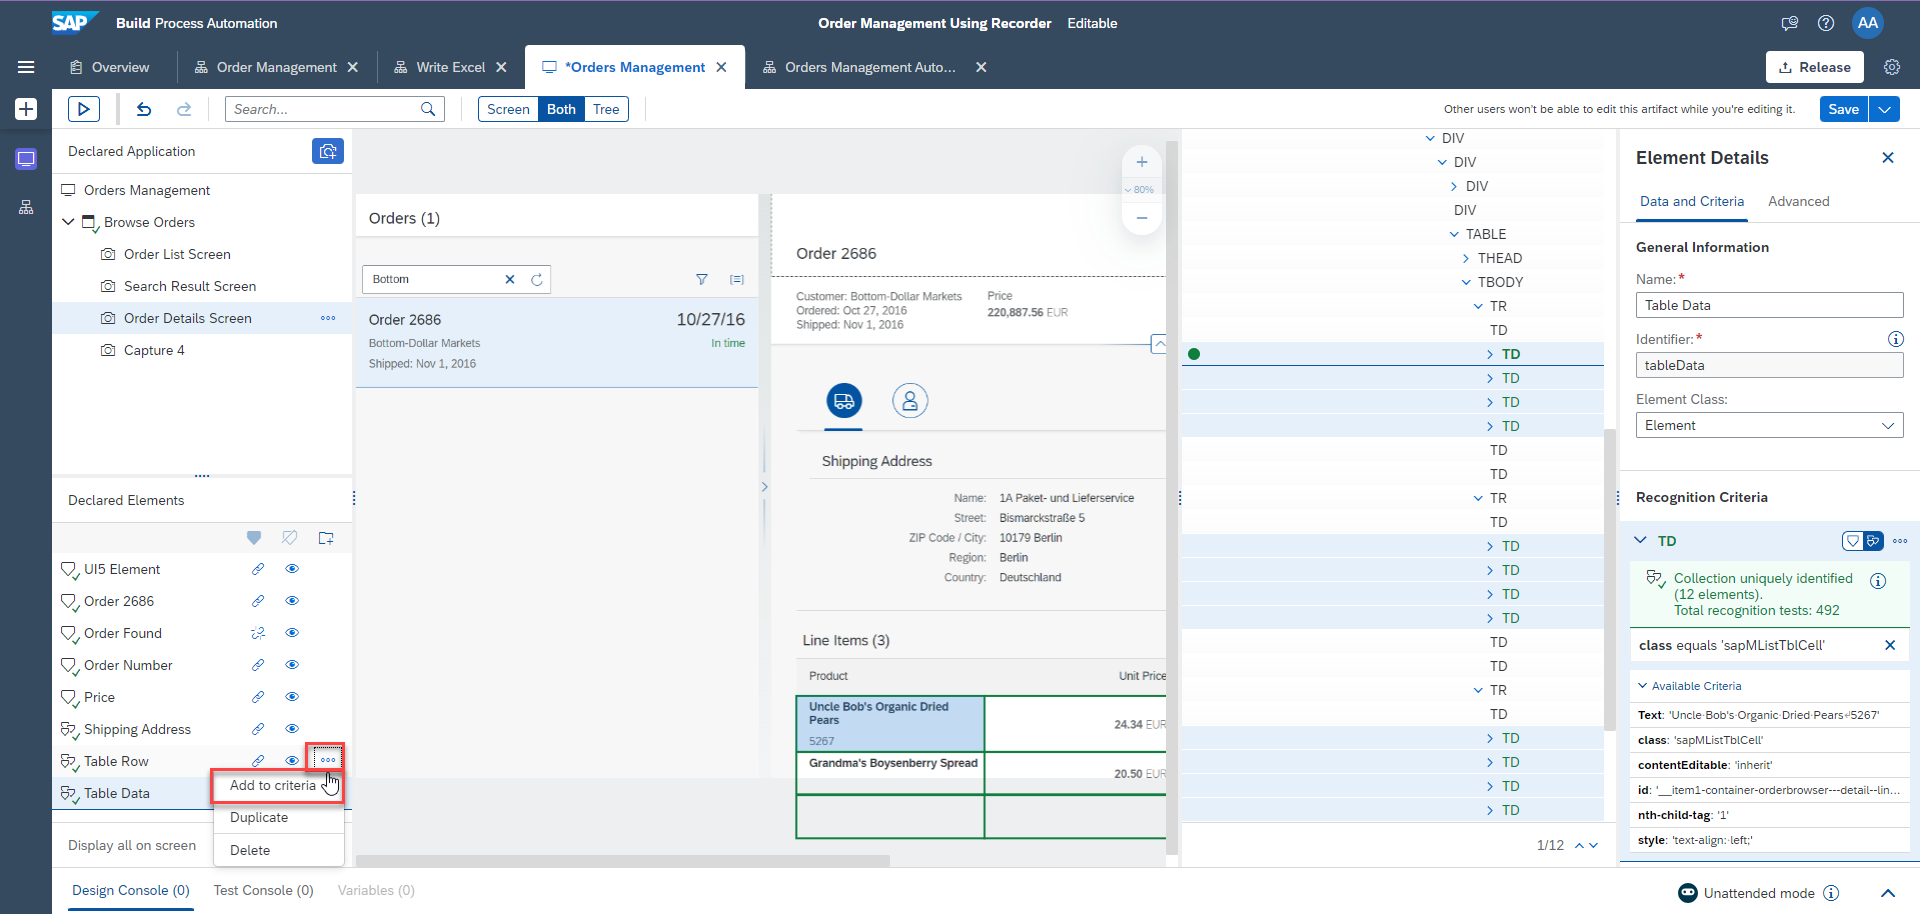 SAP Build Process Automation
Order Management Using Recorder Editable
AA
Overview
Order Management
Write Excel
*Orders Management
Orders Management Auto...
Release
Search...
Screen Both Tree
Other users won't be able to edit this artifact while you're editing it.
Save
Declared Application
Orders Management
Browse Orders
Order List Screen
Search Result Screen
Order Details Screen
Capture 4
Declared Elements
UI5 Element
Order 2686
Order Found
Order Number
Price
Shipping Address
Table Row
Table Data
Add to criteria
Duplicate
Delete
Display all on screen
Orders (1)
Bottom
Order 2686 10/27/16
Bottom-Dollar Markets In time
Shipped: Nov 1, 2016
80%
Order 2686
Customer: Bottom-Dollar Markets
Ordered: Oct 27, 2016
Shipped: Nov 1, 2016
Price
220,887.56 EUR
Shipping Address
Name: 1A Paket- und Lieferservice
Street: Bismarckstraße 5
ZIP Code / City: 10179 Berlin
Region: Berlin
Country: Deutschland
Line Items (3)
Product Unit Price
Uncle Bob's Organic Dried
Pears
5267
24.34 EUR
Grandma's Boysenberry Spread
20.50 EUR
DIV
DIV
DIV
DIV
TABLE
THEAD
TBODY
TR
TD
TD
TD
TD
TD
TD
TD
TR
TD
TD
TD
TD
TD
TD
TD
TR
TD
TD
TD
TD
TD
1/12
Element Details
Data and Criteria Advanced
General Information
Name:*
Table Data
Identifier:*
tableData
Element Class:
Element
Recognition Criteria
TD
Collection uniquely identified
(12 elements).
Total recognition tests: 492
class equals 'sapMListTblCell'
Available Criteria
Text: 'Uncle·Bob's·Organic·Dried·Pears↵5267'
class: 'sapMListTblCell'
contentEditable: 'inherit'
id: '__item1-container-orderbrowser---detail--lin...
nth-child-tag: '1'
style: 'text-align:·left;'
Design Console (0) Test Console (0) Variables (0)
Unattended mode